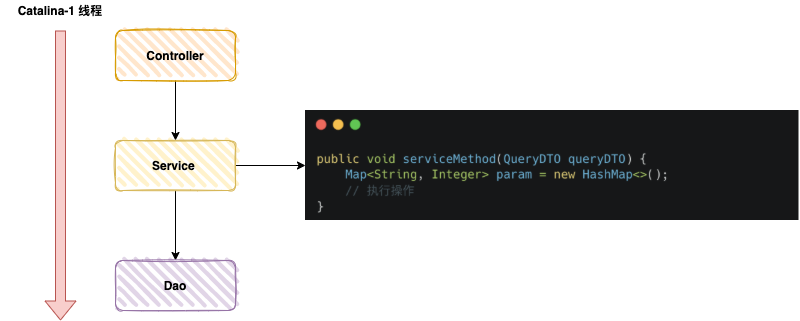 Catalina-1 线程
Controller
Service
public void serviceMethod(QueryDTO queryDTO) {
    Map<String, Integer> param = new HashMap<>();
    // 执行操作
}
Dao